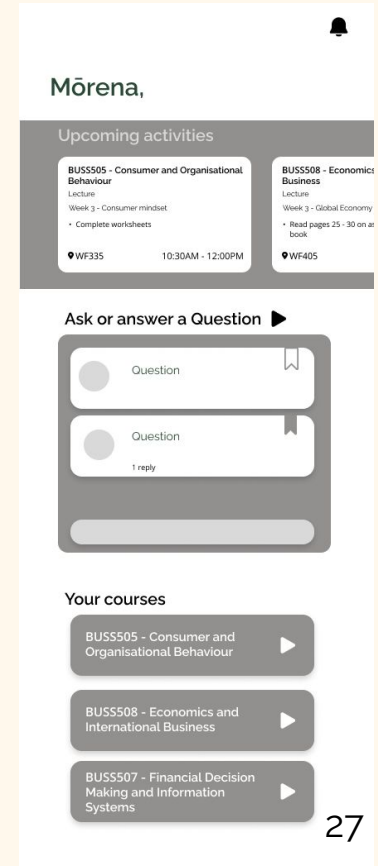 Mōrena,
Upcoming activities
BUSS505 - Consumer and Organisational
Behaviour
Lecture
Week 3 - Consumer mindset
• Complete worksheets
WF335 10:30AM - 12:00PM
BUSS508 - Economics
Business
Lecture
Week 3 - Global Economy
• Read pages 25 - 30 on
book
WF405
Ask or answer a Question
Question
Question
1 reply
Your courses
BUSS505 - Consumer and
Organisational Behaviour
BUSS508 - Economics and
International Business
BUSS507 - Financial Decision
Making and Information
Systems
27